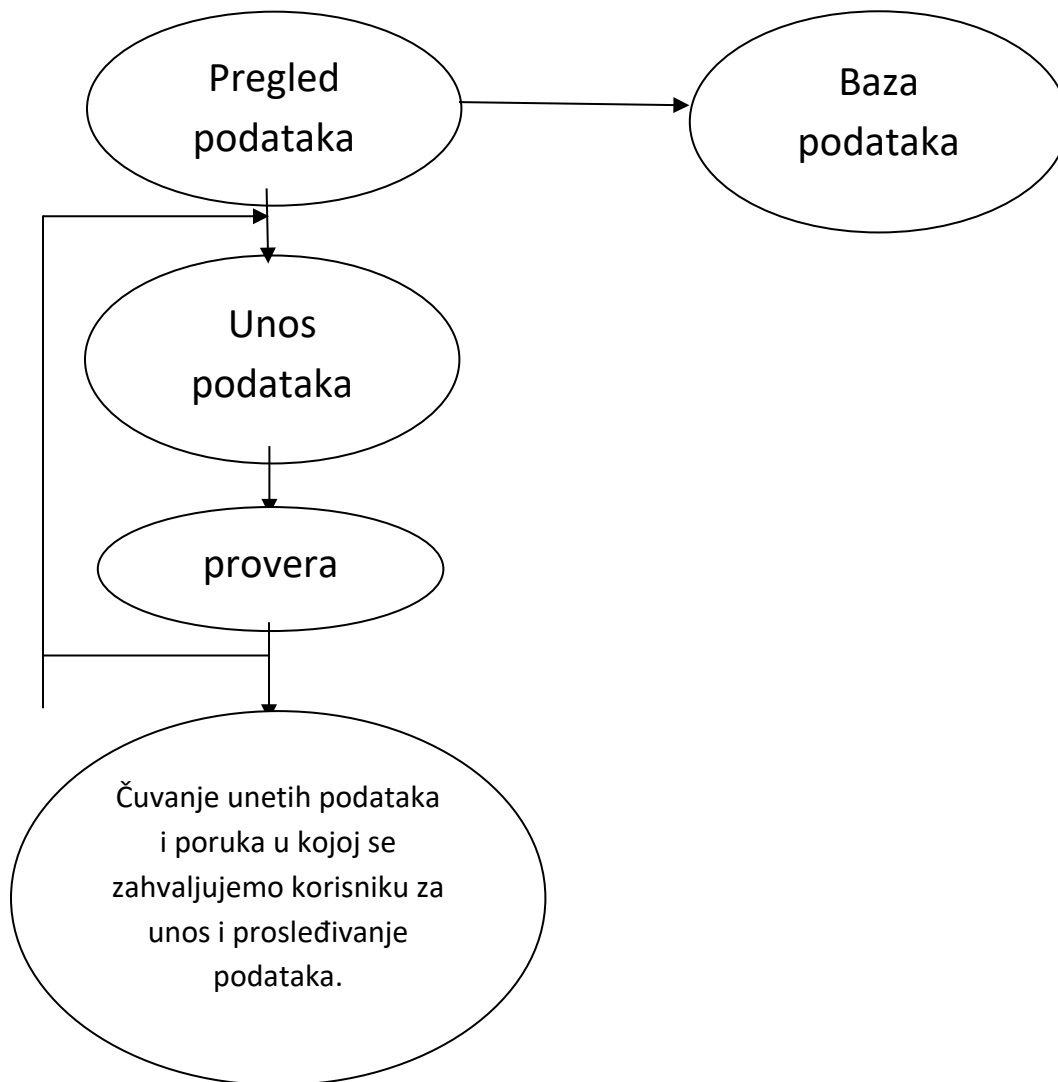 Pregled
podataka
Baza
podataka
Unos
podataka
provera
Čuvanje unetih podataka
i poruka u kojoj se
zahvaljujemo korisniku za
unos i prosleđivanje
podataka.